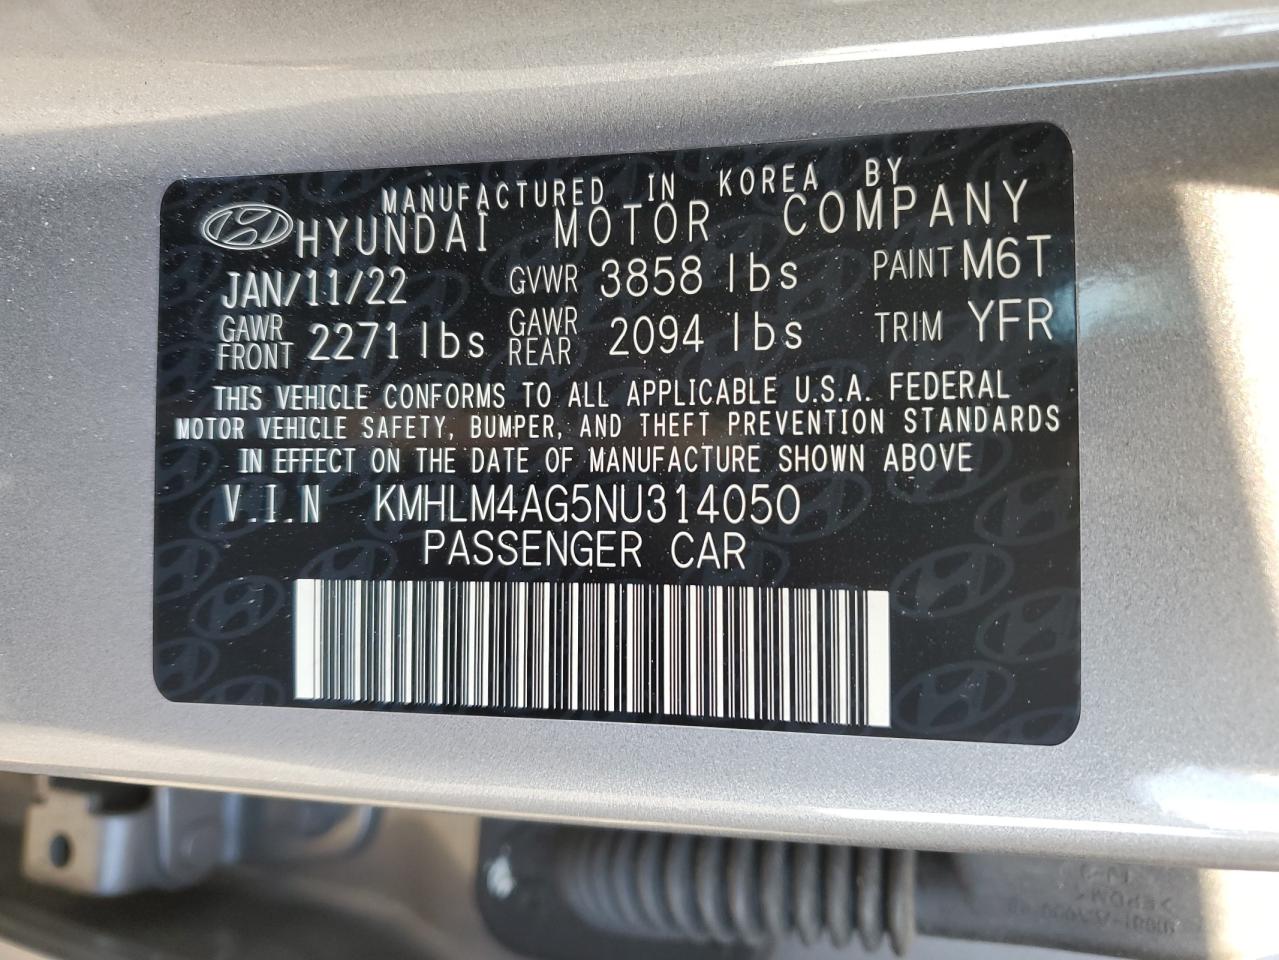 MANUFACTURED IN KOREA BY
HYUNDAI MOTOR COMPANY
JAN/11/22 GVWR 3858 lbs PAINT M6T
GAWR FRONT 2271 lbs GAWR REAR 2094 lbs TRIM YFR
THIS VEHICLE CONFORMS TO ALL APPLICABLE U.S.A. FEDERAL
MOTOR VEHICLE SAFETY, BUMPER, AND THEFT PREVENTION STANDARDS
IN EFFECT ON THE DATE OF MANUFACTURE SHOWN ABOVE
V.I.N KMHLM4AG5NU314050
PASSENGER CAR
>EPDM<